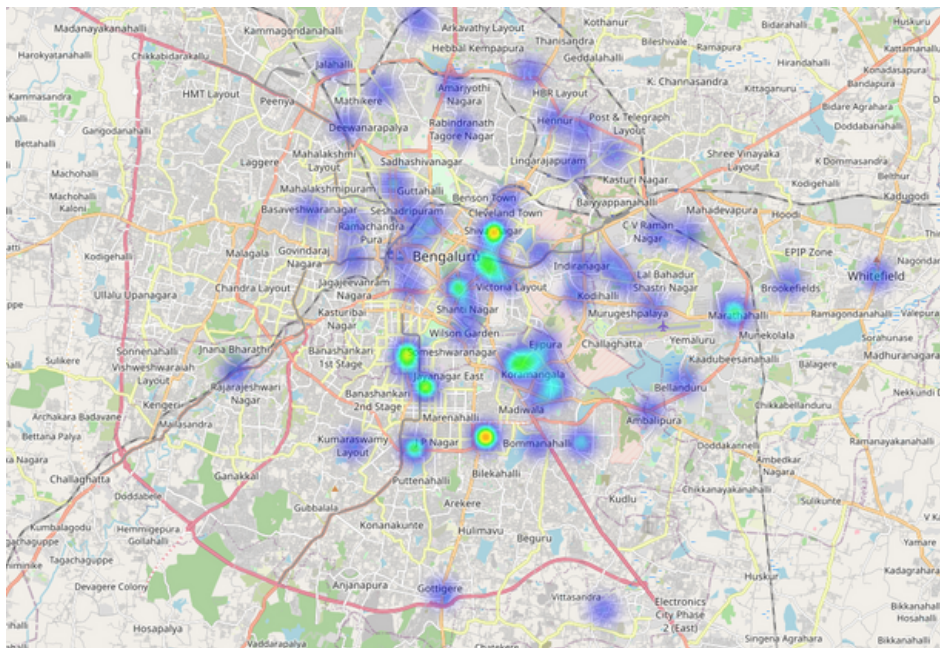 Madanayakanahalli
Kammagondanahalli
Arkavathy Layout
Kothanur
Bidarahalli
Huskuru
Chikkabidarakallu
Hebbal Kempapura
Thanisandra
Bileshivale
Ramapura
Kattamanallu
Harokyatanahalli
Jalahalli
Geddalahalli
Hirandahalli
Konadasapura
HMT Layout
Peenya
Mathikere
Amarjyothi
Nagara
HBR Layout
K. Channasandra
Kittaganuru
Bandapura
Kammasandra
Bidare Agrahara
Garigondanahalli
Deewanarapalya
Rabindranath
Tagore Nagar
Hennur
Post & Telegraph
Layout
Doddabanahalli
Bettahalli
Laggere
Mahalakshmi
Layout
Sadhashivanagar
Lingarajapuram
Shree Vinayaka
Layout
K Dommasandra
Machohalli
Mahalakshmipuram
Guttahalli
Kasturi Nagar
Kodigehalli
Belthur
Machohalli
Kaloni
Benson Town
Baiyyappanahalli
Kadugodi
Basaveshwaranagar
Seshadripuram
Cleveland Town
Mahadevapura
Hoodi
Ramachandra
Pura
C V Raman
Nagar
Kodigehalli
Malagala
Govindaraj
Nagara
Bengaluru
EPIP Zone
Indiranagar
Lal Bahadur
Shastri Nagar
Whitefield
Ullalu Upanagara
Chandra Layout
Jagajeevanram
Nagara
Victoria Layout
Kodihalli
Brookefields
Kasturibai
Nagar
Shanti Nagar
Murugeshpalya
Marathahalli
Ramagondanahalli
Wilson Garden
Challaghatta
Yemaluru
Munekolala
Sorahunase
Sonnenahalli
Jnana Bharathi
Banashankari
1st Stage
Someshwaranagar
Ejipura
Kaadubeesanahalli
Madhuranagara
Sulikere
Vishweshwaraiah
Layout
Jayanagar East
Koramangala
Balagere
Rajarajeshwari
Nagar
Banashankari
2nd Stage
Bellanduru
Kengeri
Madiwala
Chikkabellanduru
Archakara Badavane
Mailasandra
Marenahalli
Ambalipura
Bettana Palya
Kumaraswamy
Layout
P Nagar
Bommanahalli
Doddakannelli
Ramanayakanahalli
Ambedkar
Nagara
Challaghatta
Ganakkal
Puttenahalli
Bilekahalli
Chikkanayakanahalli
Doddabele
Gubbalala
Arekere
Kudlu
Sulikunte
Kumbalagodu
Hemmigepura
Gollahalli
Konanakunte
Hulimavu
Beguru
Yamare
Tagachaguppe
Devagere Colony
Anjanapura
Gottigere
Huskur
Kadagrahara
Vittasandra
Electronics
City Phase
2 (East)
Hosapalya
Vaddarapalya
Singena Agrahara
Bikkanahalli